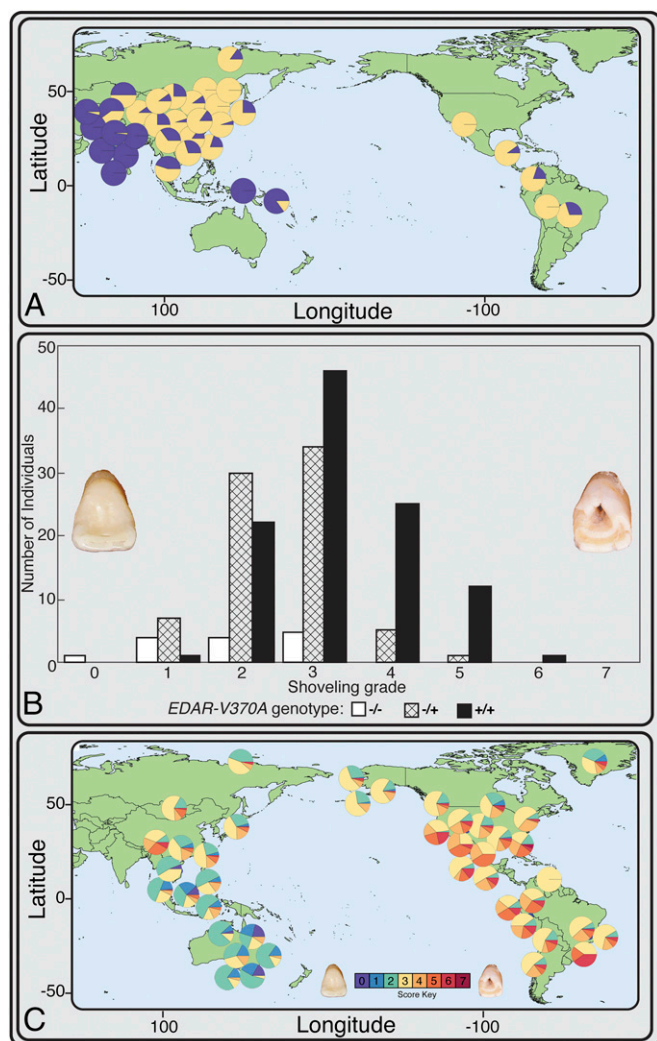 50
0
-50
Latitude
100
Longitude
-100
A
50
40
30
20
10
0
Number of Individuals
0 1 2 3 4 5 6 7
Shoveling grade
EDAR-V370A genotype: -/- -/+ +/+
B
50
0
-50
Latitude
0 1 2 3 4 5 6 7
Score Key
100
Longitude
-100
C